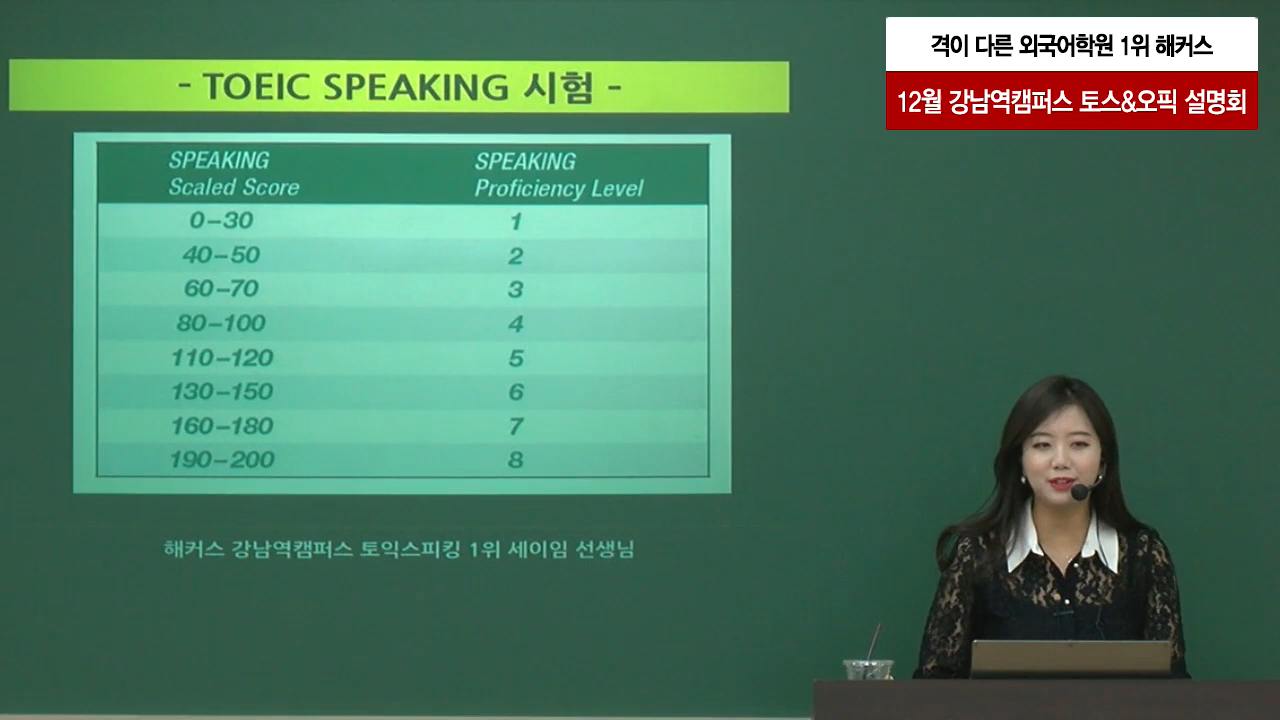 격이 다른 외국어학원 1위 해커스
12월 강남역캠퍼스 토스&오픽 설명회
- TOEIC SPEAKING 시험 -
SPEAKING Scaled Score
SPEAKING Proficiency Level
0–30 1
40–50 2
60–70 3
80–100 4
110–120 5
130–150 6
160–180 7
190–200 8
해커스 강남역캠퍼스 토익스피킹 1위 세이임 선생님